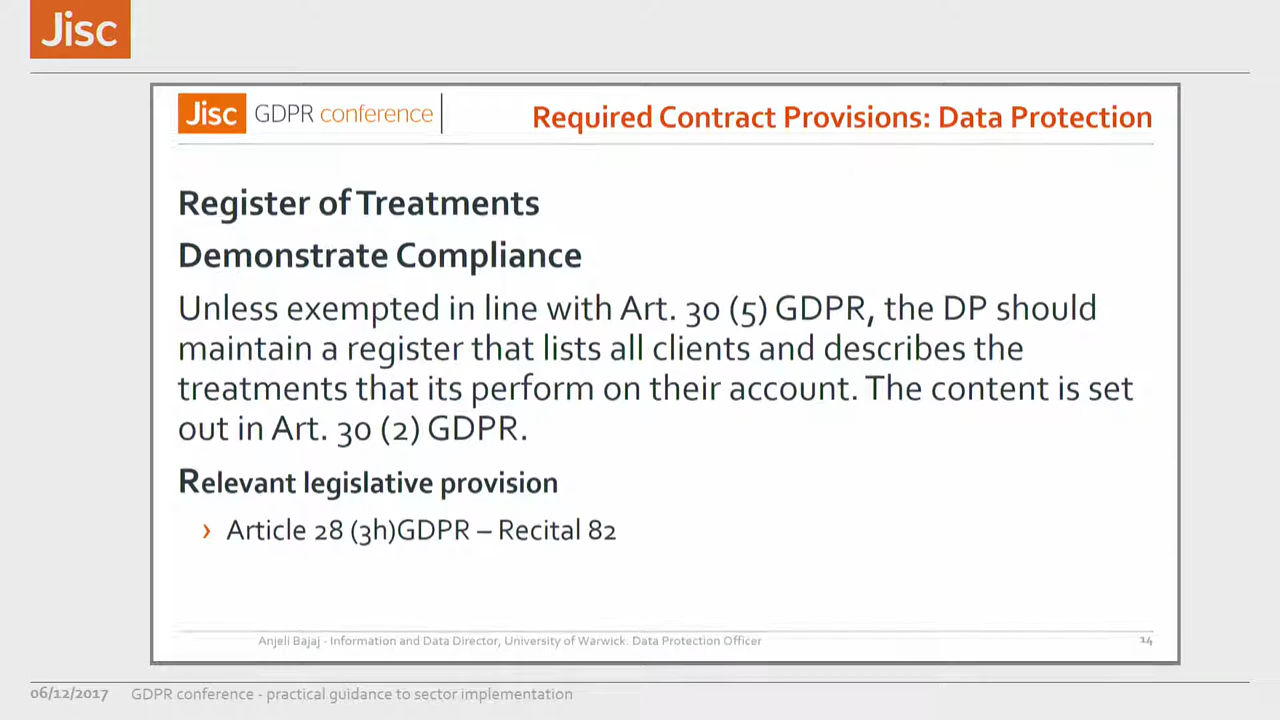 Jisc
Jisc GDPR conference
Required Contract Provisions: Data Protection
Register of Treatments
Demonstrate Compliance
Unless exempted in line with Art. 30 (5) GDPR, the DP should
maintain a register that lists all clients and describes the
treatments that its perform on their account. The content is set
out in Art. 30 (2) GDPR.
Relevant legislative provision
› Article 28 (3h)GDPR – Recital 82
Anjeli Bajaj - Information and Data Director, University of Warwick. Data Protection Officer
14
06/12/2017 GDPR conference - practical guidance to sector implementation